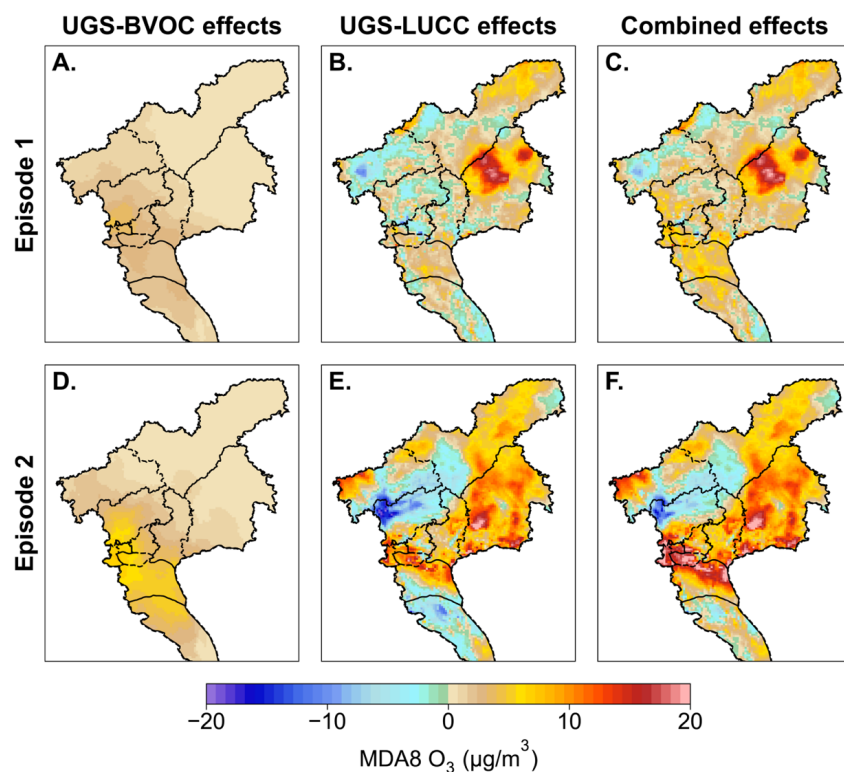 UGS-BVOC effects UGS-LUCC effects Combined effects
Episode 1
A. B. C.
Episode 2
D. E. F.
−20 −10 0 10 20
MDA8 O₃ (μg/m³)